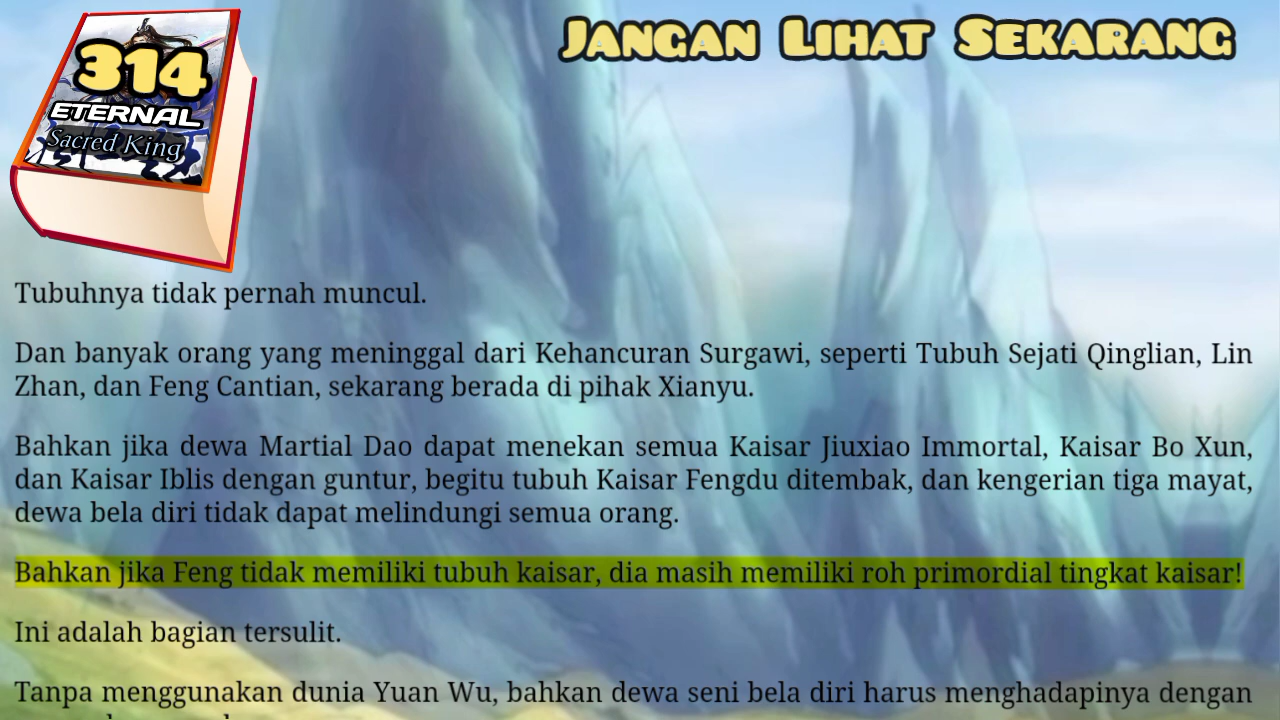 Jangan Lihat Sekarang
314
ETERNAL
Sacred King
Tubuhnya tidak pernah muncul.
Dan banyak orang yang meninggal dari Kehancuran Surgawi, seperti Tubuh Sejati Qinglian, Lin
Zhan, dan Feng Cantian, sekarang berada di pihak Xianyu.
Bahkan jika dewa Martial Dao dapat menekan semua Kaisar Jiuxiao Immortal, Kaisar Bo Xun,
dan Kaisar Iblis dengan guntur, begitu tubuh Kaisar Fengdu ditembak, dan kengerian tiga mayat,
dewa bela diri tidak dapat melindungi semua orang.
Bahkan jika Feng tidak memiliki tubuh kaisar, dia masih memiliki roh primordial tingkat kaisar!
Ini adalah bagian tersulit.
Tanpa menggunakan dunia Yuan Wu, bahkan dewa seni bela diri harus menghadapinya dengan